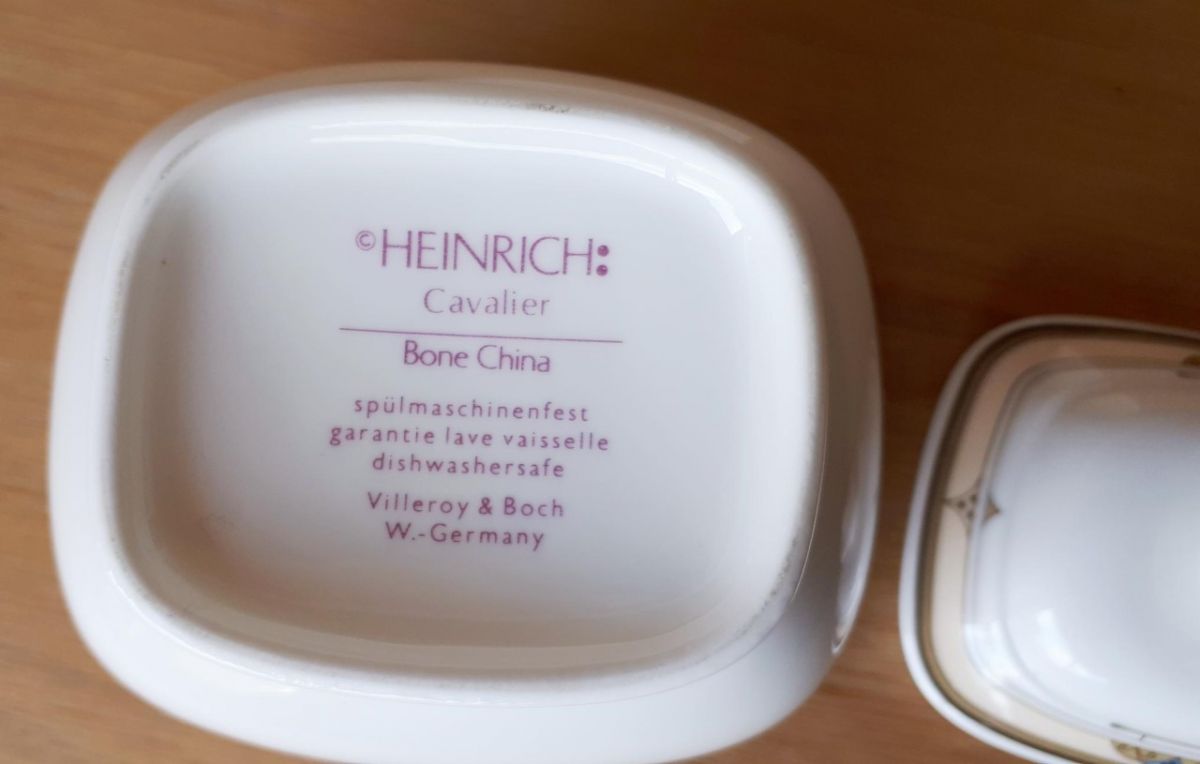 ©HEINRICH:
Cavalier
Bone China
spülmaschinenfest
garantie lave vaisselle
dishwashersafe
Villeroy & Boch
W.-Germany